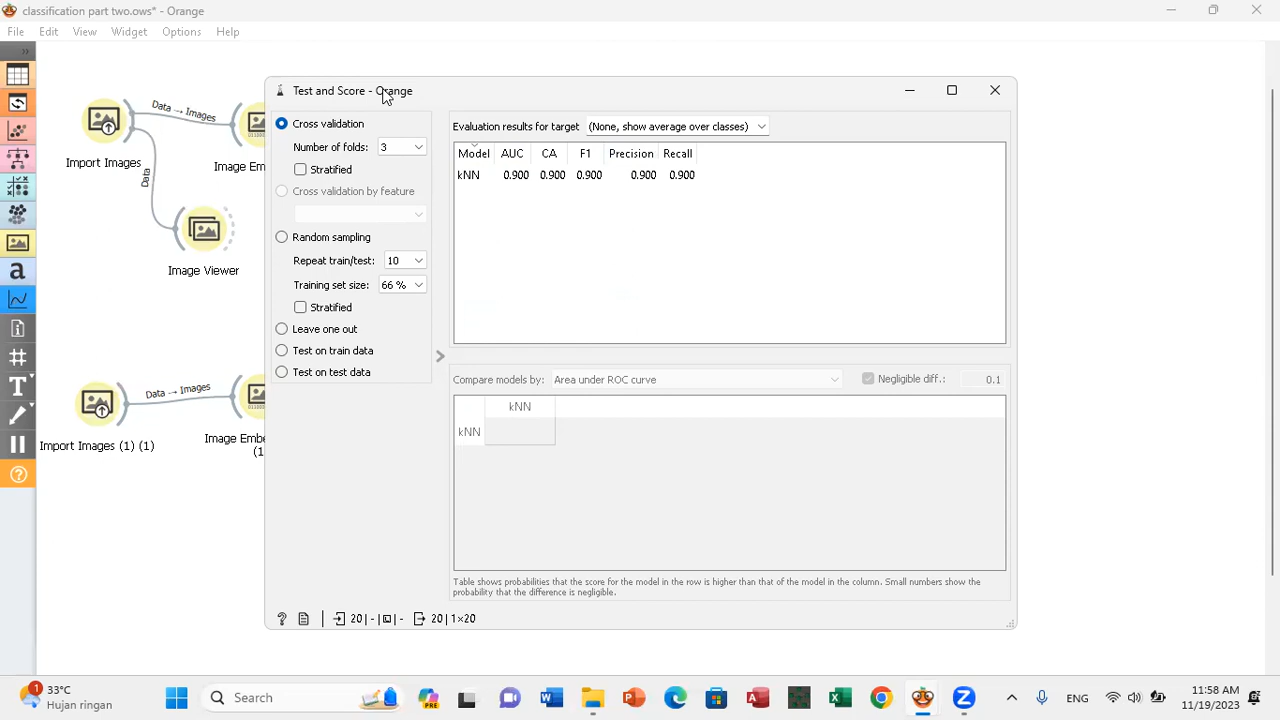 classification part two.ows* - Orange
File Edit View Widget Options Help
Data → Images
Import Images
Image Em
Data
Image Viewer
Data → Images
Import Images (1) (1)
Image Embe
(1
Test and Score - Orange
Cross validation
Number of folds: 3
Stratified
Cross validation by feature
Random sampling
Repeat train/test: 10
Training set size: 66 %
Stratified
Leave one out
Test on train data
Test on test data
Evaluation results for target (None, show average over classes)
Model AUC CA F1 Precision Recall
kNN 0.900 0.900 0.900 0.900 0.900
Compare models by: Area under ROC curve Negligible diff.: 0.1
kNN
kNN
Table shows probabilities that the score for the model in the row is higher than that of the model in the column. Small numbers show the
probability that the difference is negligible.
20 | - | - 20 | 1×20
1
33°C
Hujan ringan
Search
PRE
ENG
11:58 AM
11/19/2023